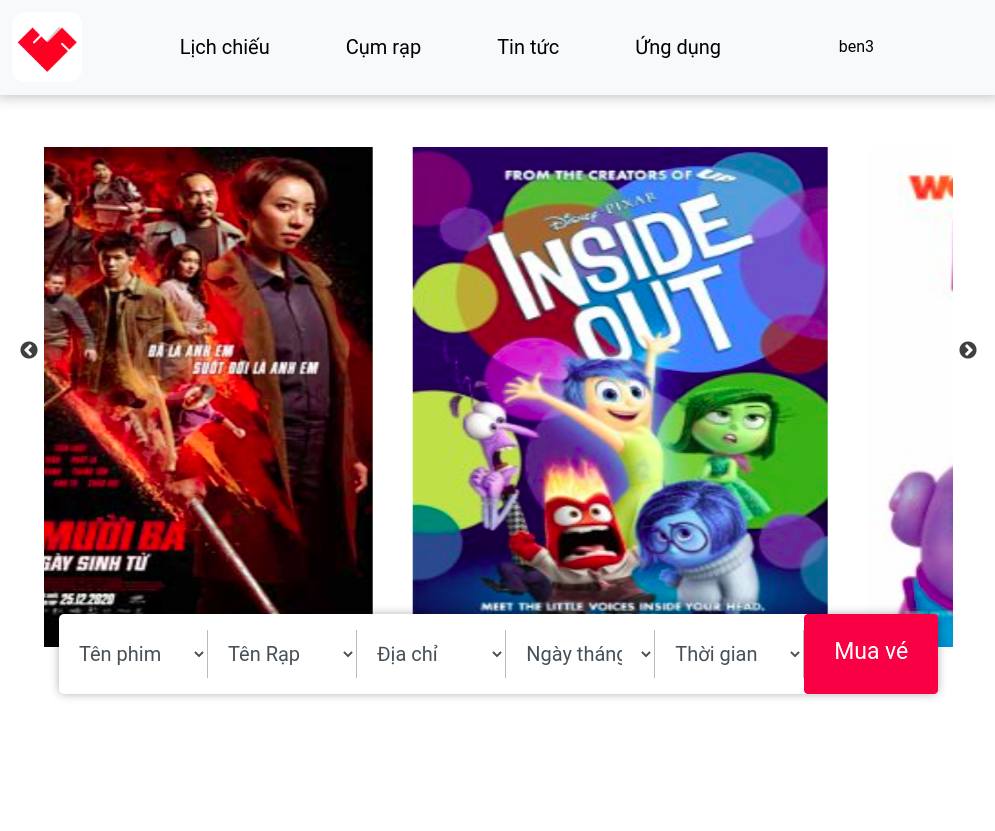 Lịch chiếu
Cụm rạp
Tin tức
Ứng dụng
ben3
ĐÃ LÀ ANH EM
SUỐT ĐỜI LÀ ANH EM
MƯỜI BA
GÀY SINH TỬ
25.12.2020
FROM THE CREATORS OF UP
DISNEY · PIXAR
INSIDE
OUT
MEET THE LITTLE VOICES INSIDE YOUR HEAD.
Tên phim
Tên Rạp
Địa chỉ
Ngày tháng
Thời gian
Mua vé